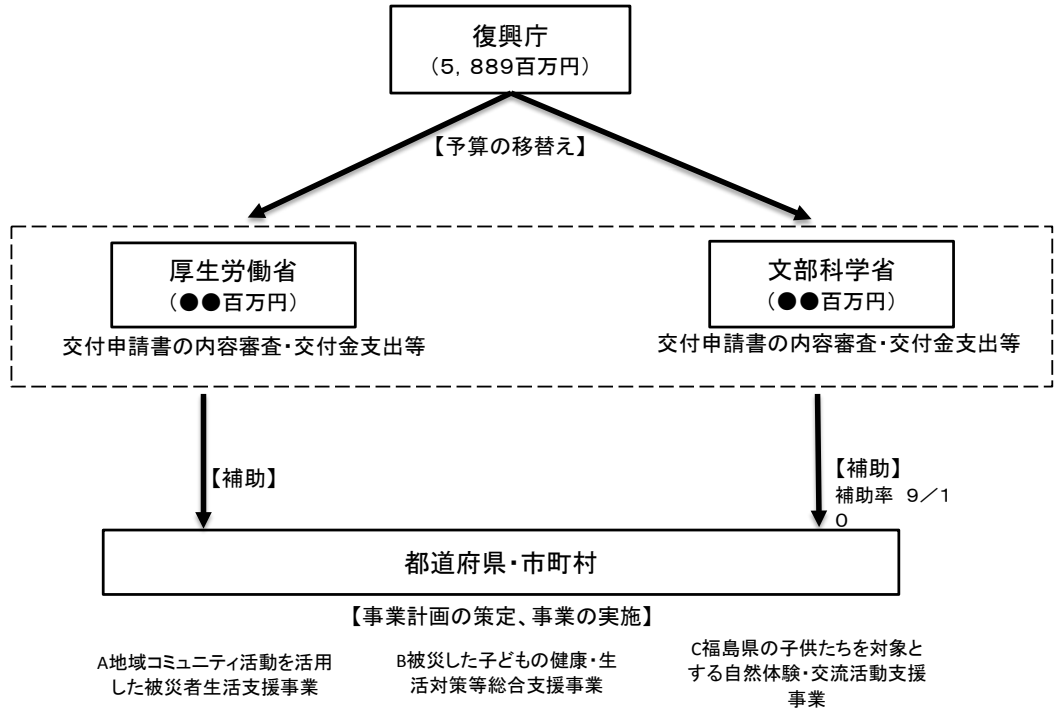 復興庁
（５，８８９百万円）
【予算の移替え】
厚生労働省
（●●百万円）
交付申請書の内容審査・交付金支出等
文部科学省
（●●百万円）
交付申請書の内容審査・交付金支出等
【補助】
【補助】
補助率　９／１
０
都道府県・市町村
【事業計画の策定、事業の実施】
A地域コミュニティ活動を活用
した被災者生活支援事業
B被災した子どもの健康・生
活対策等総合支援事業
C福島県の子供たちを対象と
する自然体験・交流活動支援
事業